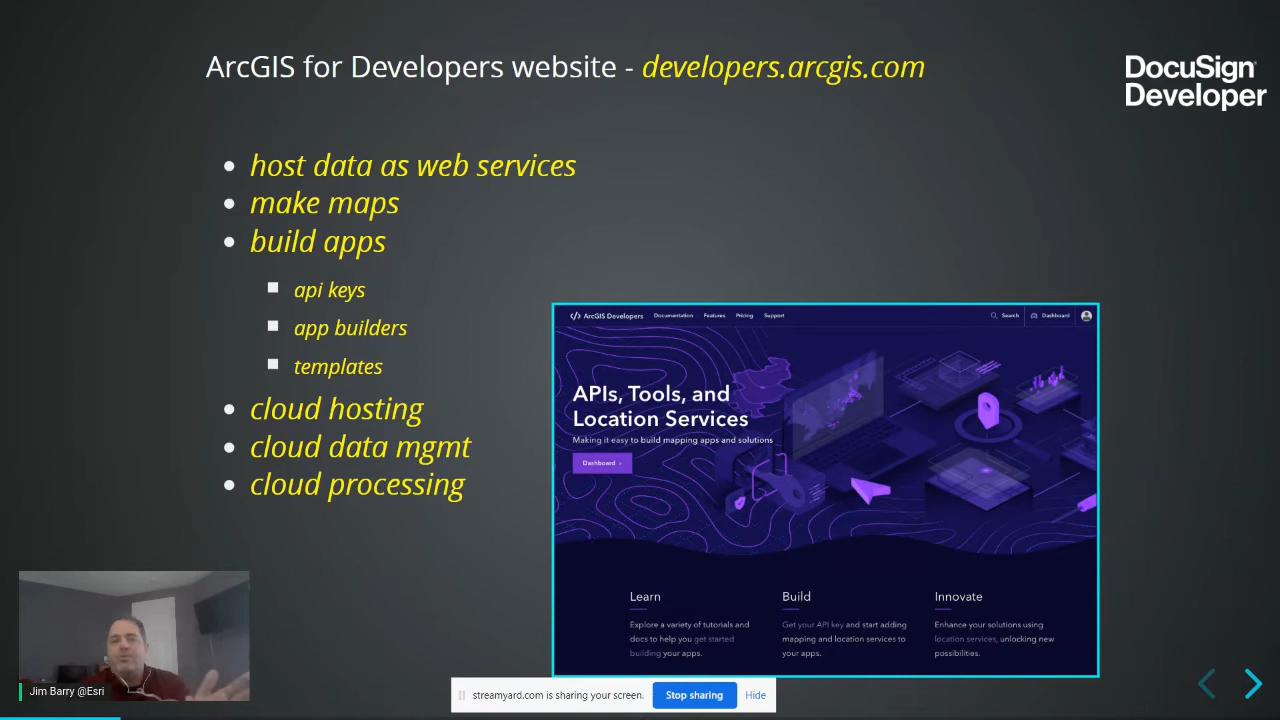 ArcGIS for Developers website - developers.arcgis.com
DocuSign
Developer
host data as web services
make maps
build apps
api keys
app builders
templates
cloud hosting
cloud data mgmt
cloud processing
ArcGIS Developers Documentation Features Pricing Support Search Dashboard
APIs, Tools, and
Location Services
Making it easy to build mapping apps and solutions
Dashboard ›
Learn
Explore a variety of tutorials and
docs to help you get started
building your apps.
Build
Get your API key and start adding
mapping and location services to
your apps.
Innovate
Enhance your solutions using
location services, unlocking new
possibilities.
Jim Barry @Esri
streamyard.com is sharing your screen. Stop sharing Hide